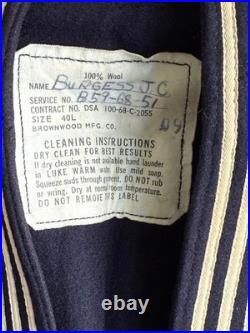 100% Wool
NAME BURGESS J.C
SERVICE NO. B59-68-51
CONTRACT NO. DSA 100-68-C-2055
SIZE 40L
BROWNWOOD MFG. CO.
CLEANING INSTRUCTIONS
DRY CLEAN FOR BEST RESULTS
If dry cleaning is not available hand launder
in LUKE WARM water. Use mild soap.
Squeeze suds through garment. DO NOT rub
or wring. Dry at room temperature.
DO NOT REMOVE THIS LABEL